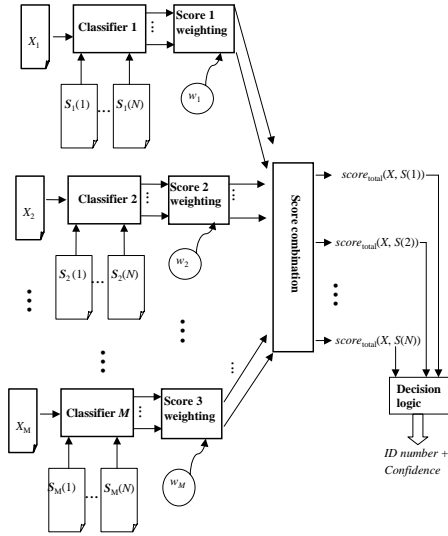 X1
Classifier 1
Score 1
weighting
w1
S1(1)
S1(N)
scoretotal(X, S(1))
X2
Classifier 2
Score 2
weighting
w2
S2(1)
S2(N)
Score combination
scoretotal(X, S(2))
scoretotal(X, S(N))
XM
Classifier M
Score 3
weighting
wM
SM(1)
SM(N)
Decision
logic
ID number +
Confidence